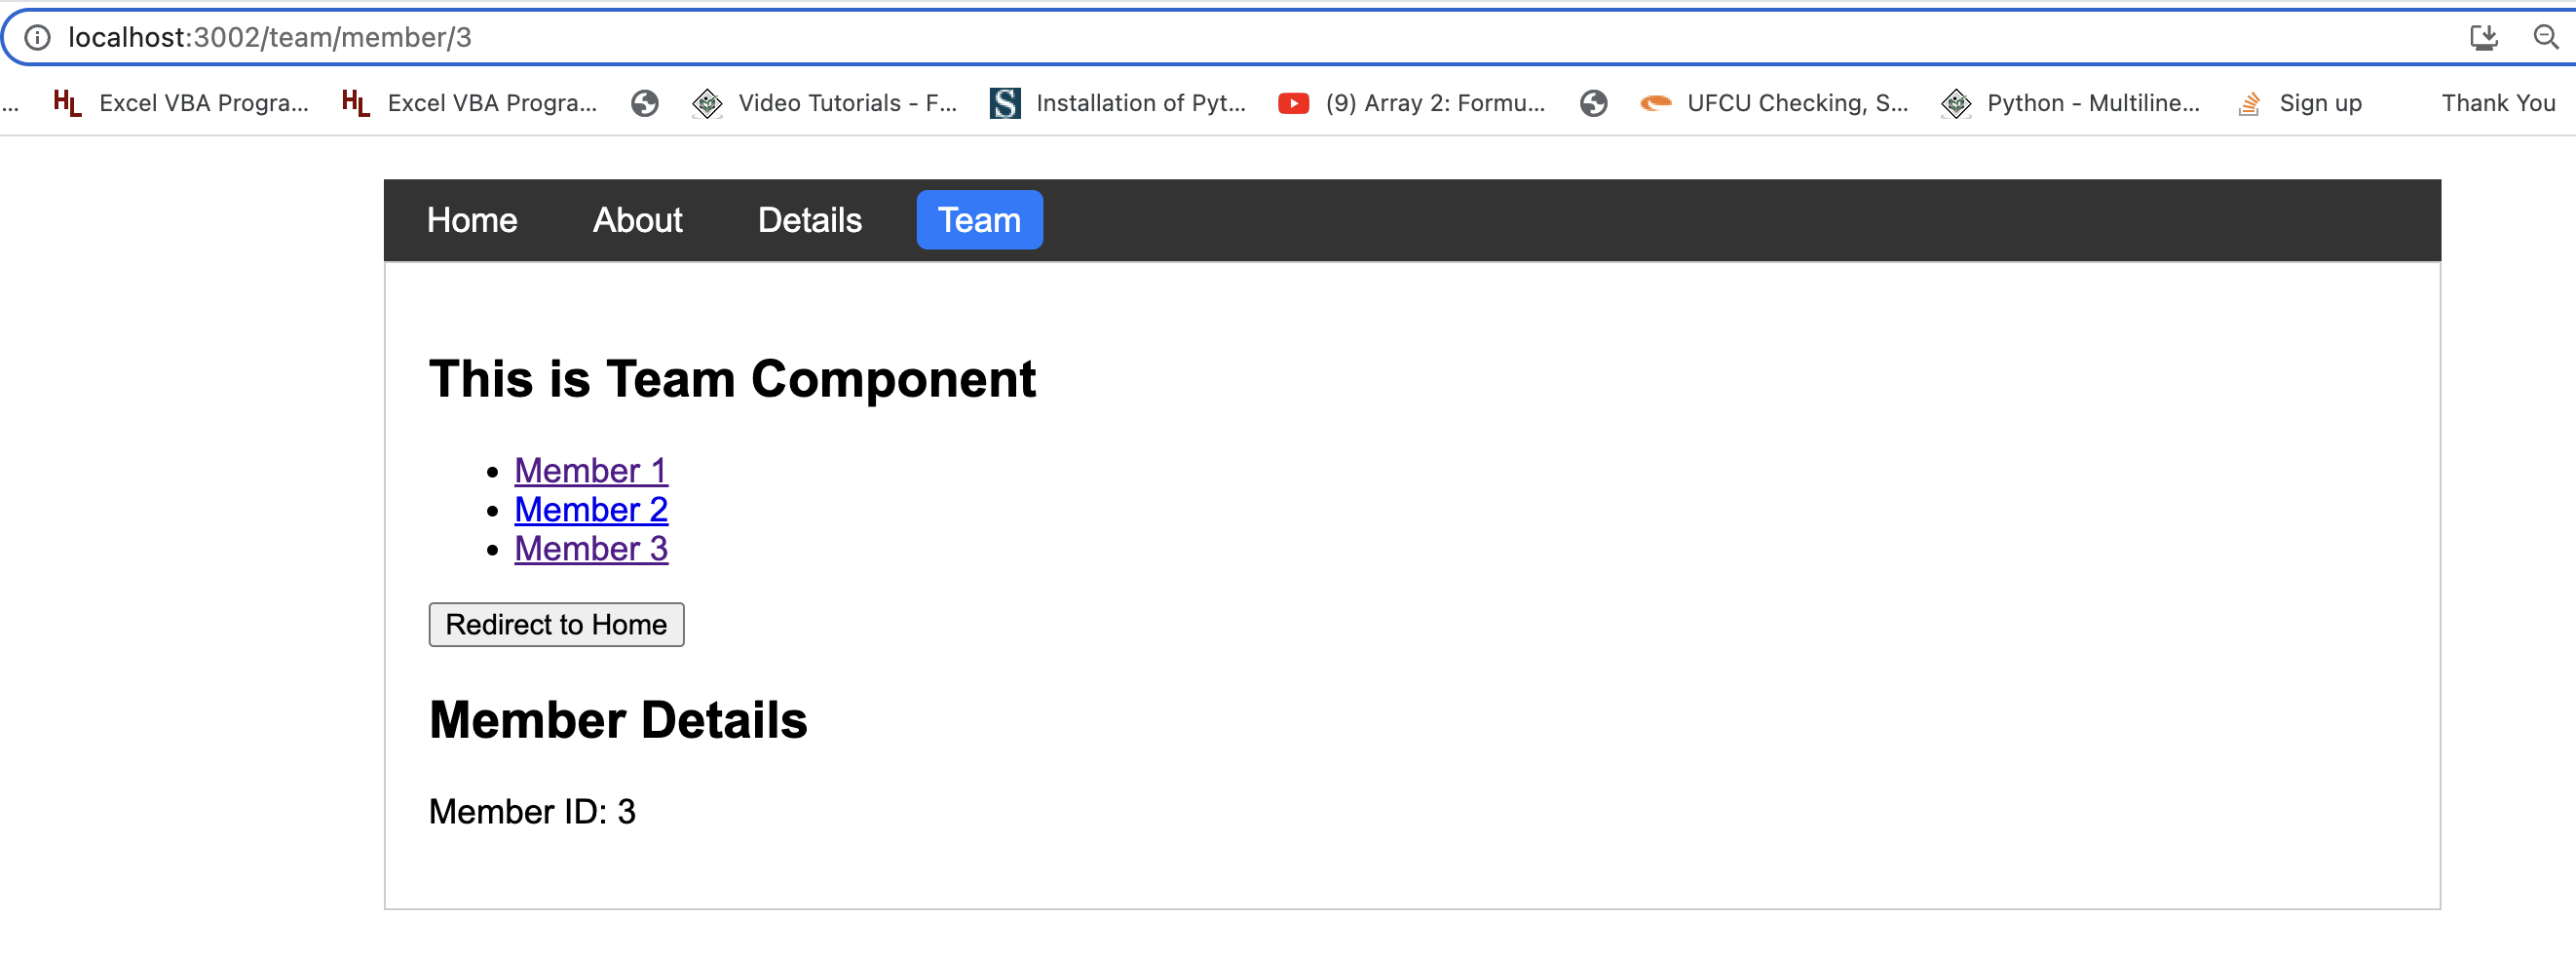 localhost:3002/team/member/3
... HL Excel VBA Progra... HL Excel VBA Progra... Video Tutorials - F... S Installation of Pyt... (9) Array 2: Formu... UFCU Checking, S... Python - Multiline... Sign up Thank You
Home About Details Team
This is Team Component
• Member 1
• Member 2
• Member 3
Redirect to Home
Member Details
Member ID: 3